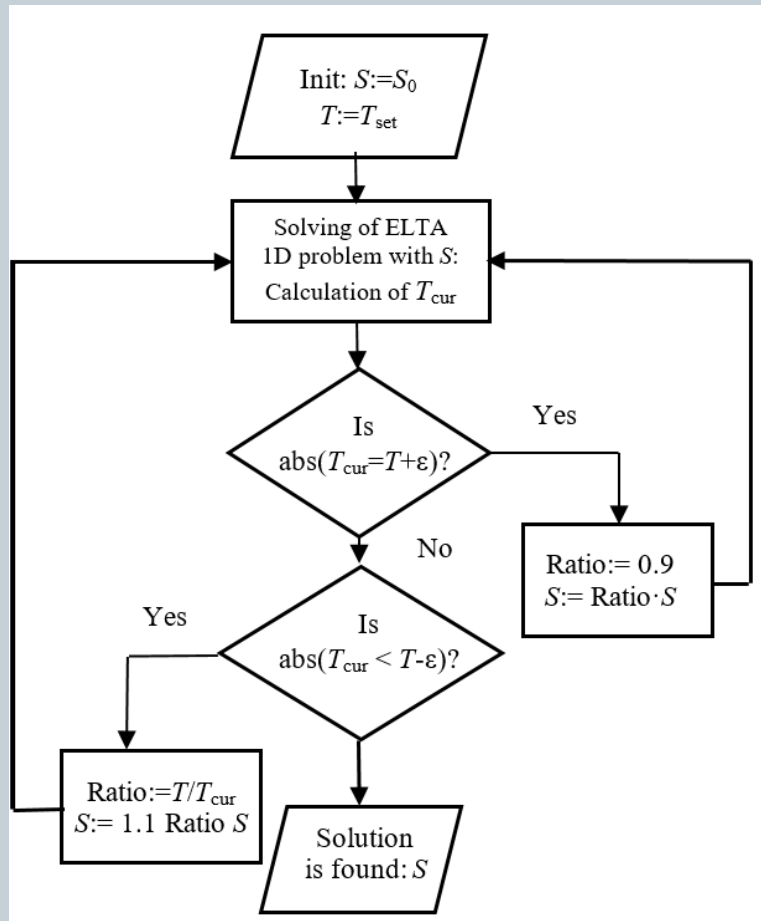 Init: S:=S₀
T:=Tset
Solving of ELTA
1D problem with S:
Calculation of Tcur
Is
abs(Tcur=T+ε)?
Yes
Ratio:= 0.9
S:= Ratio·S
No
Is
abs(Tcur < T-ε)?
Yes
Ratio:=T/Tcur
S:= 1.1 Ratio S
Solution
is found: S